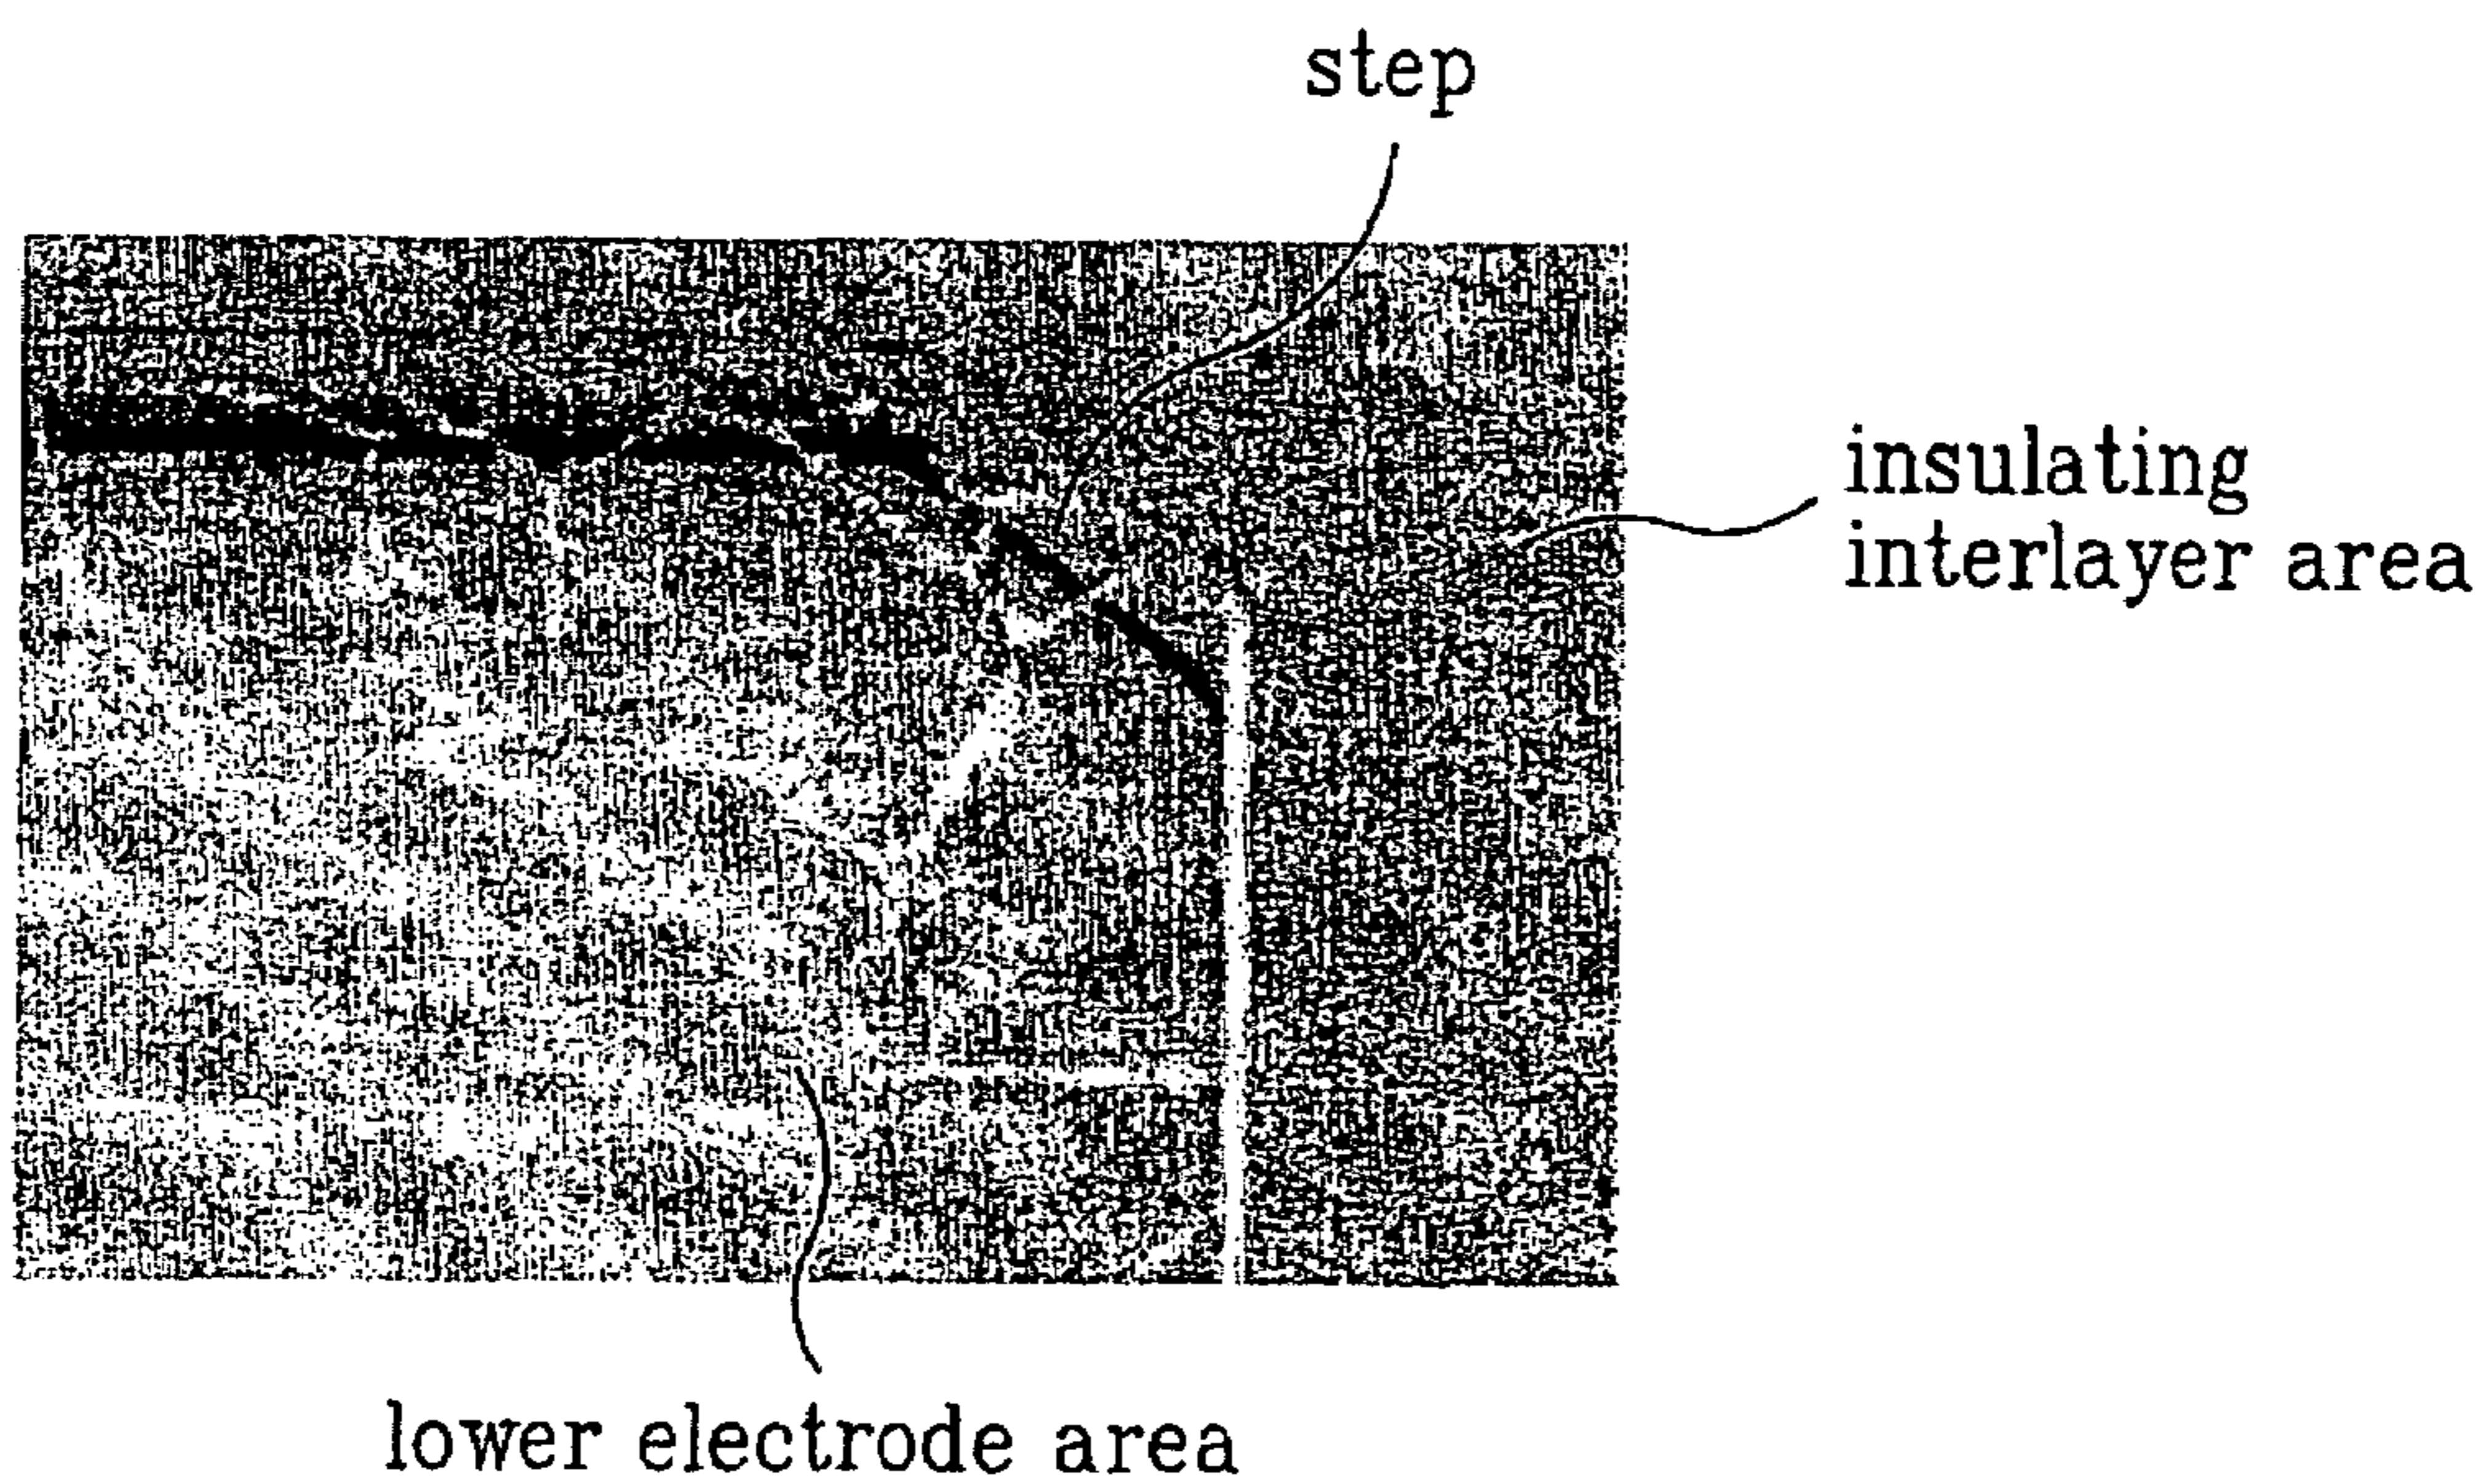 step
insulating
interlayer area
lower electrode area